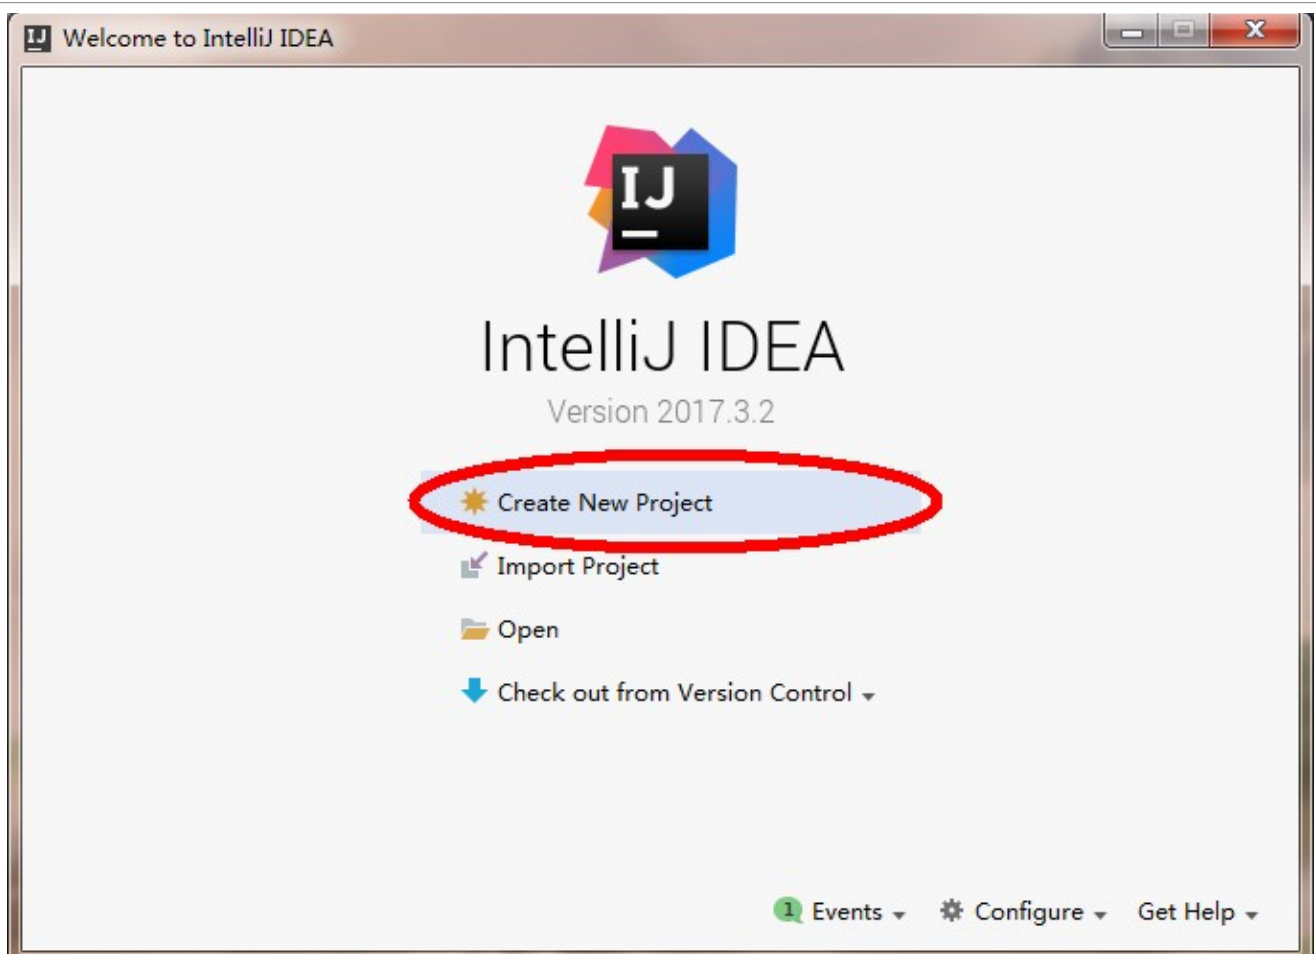 Welcome to IntelliJ IDEA
IJ
IntelliJ IDEA
Version 2017.3.2
Create New Project
Import Project
Open
Check out from Version Control
1 Events Configure Get Help